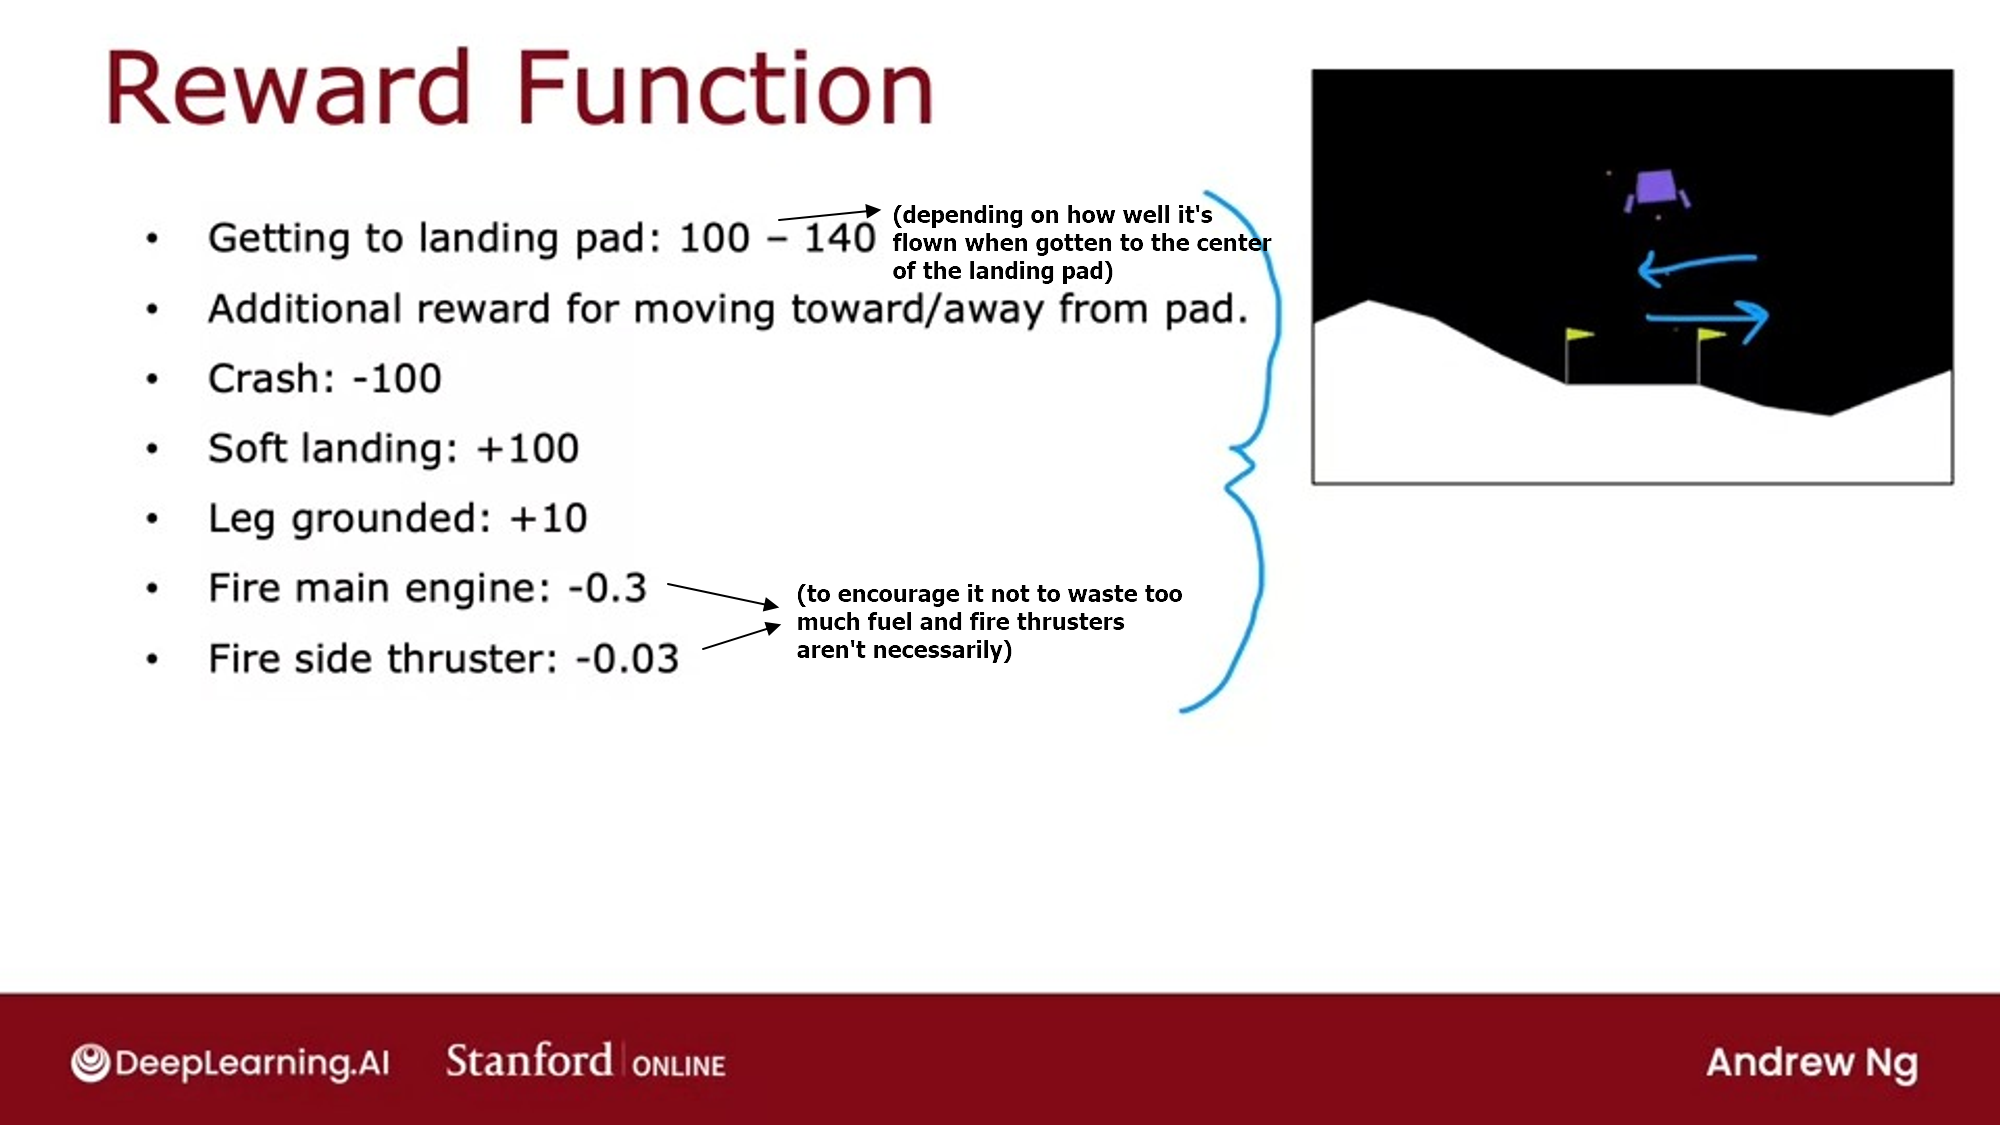 Reward Function
• Getting to landing pad: 100 – 140
(depending on how well it's
flown when gotten to the center
of the landing pad)
• Additional reward for moving toward/away from pad.
• Crash: -100
• Soft landing: +100
• Leg grounded: +10
• Fire main engine: -0.3
(to encourage it not to waste too
much fuel and fire thrusters
aren't necessarily)
• Fire side thruster: -0.03
DeepLearning.AI
Stanford ONLINE
Andrew Ng